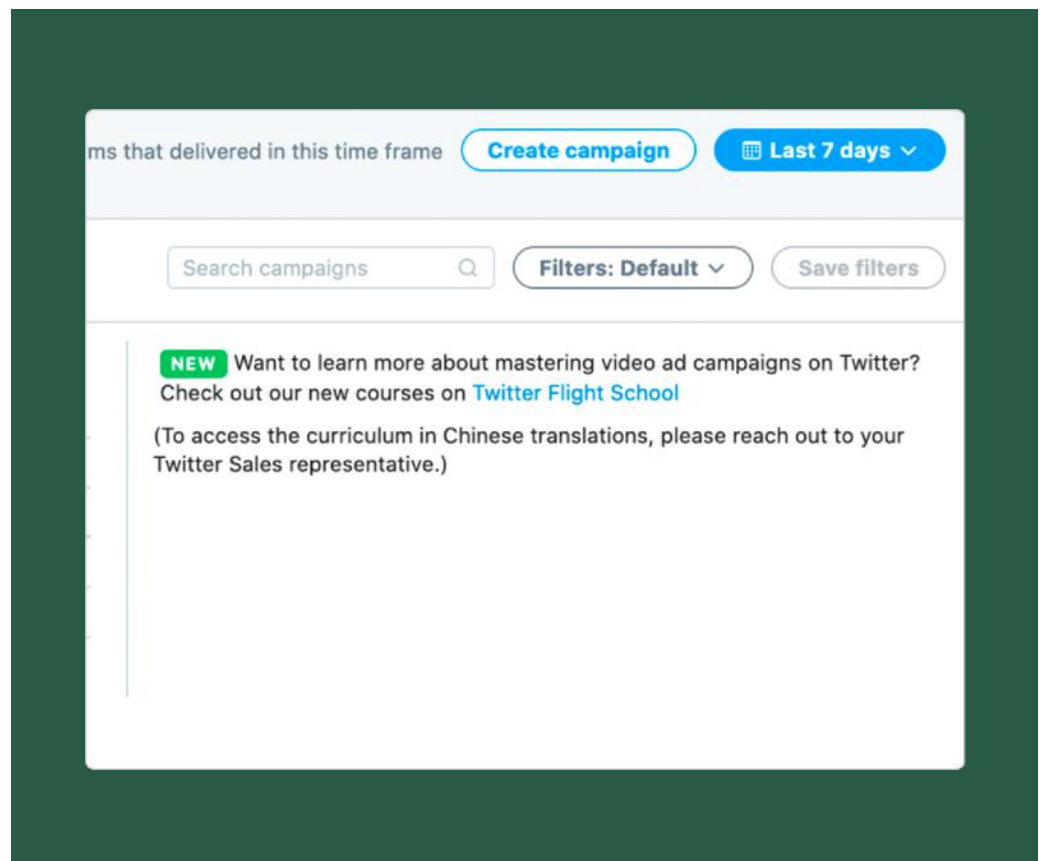 ms that delivered in this time frame Create campaign Last 7 days
Search campaigns Filters: Default Save filters
NEW Want to learn more about mastering video ad campaigns on Twitter?
Check out our new courses on Twitter Flight School
(To access the curriculum in Chinese translations, please reach out to your
Twitter Sales representative.)